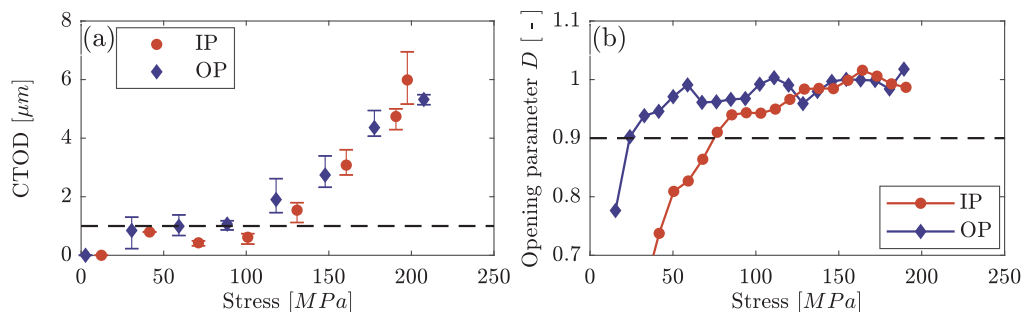 (a)
IP
OP
CTOD [μm]
8
6
4
2
0
0 50 100 150 200 250
Stress [MPa]
(b)
IP
OP
Opening parameter D [ - ]
1.1
1
0.9
0.8
0.7
0 50 100 150 200 250
Stress [MPa]